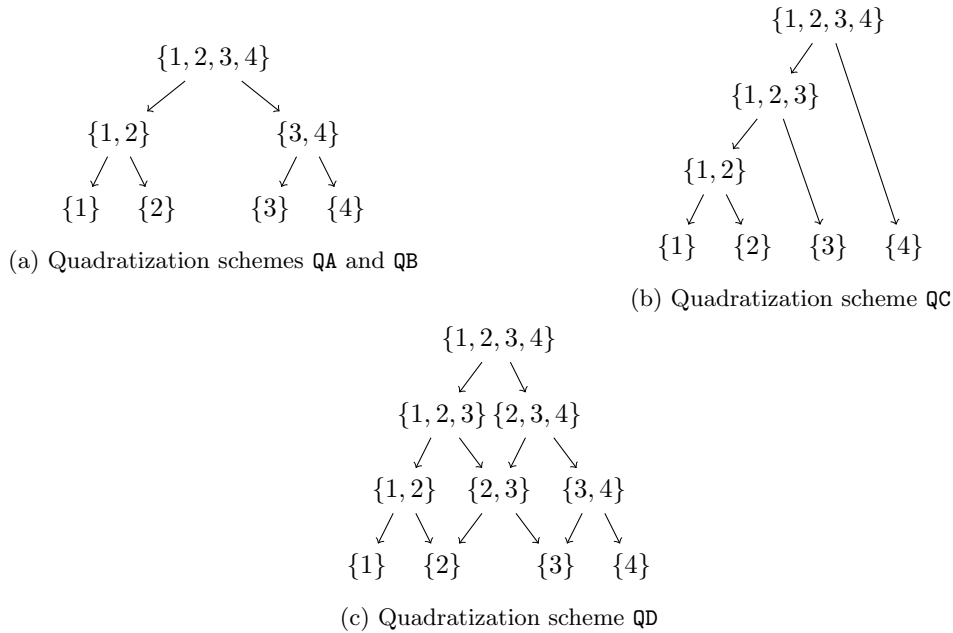 {1, 2, 3, 4}
{1, 2} {3, 4}
{1} {2} {3} {4}
(a) Quadratization schemes QA and QB
{1, 2, 3, 4}
{1, 2, 3}
{1, 2}
{1} {2} {3} {4}
(b) Quadratization scheme QC
{1, 2, 3, 4}
{1, 2, 3} {2, 3, 4}
{1, 2} {2, 3} {3, 4}
{1} {2} {3} {4}
(c) Quadratization scheme QD